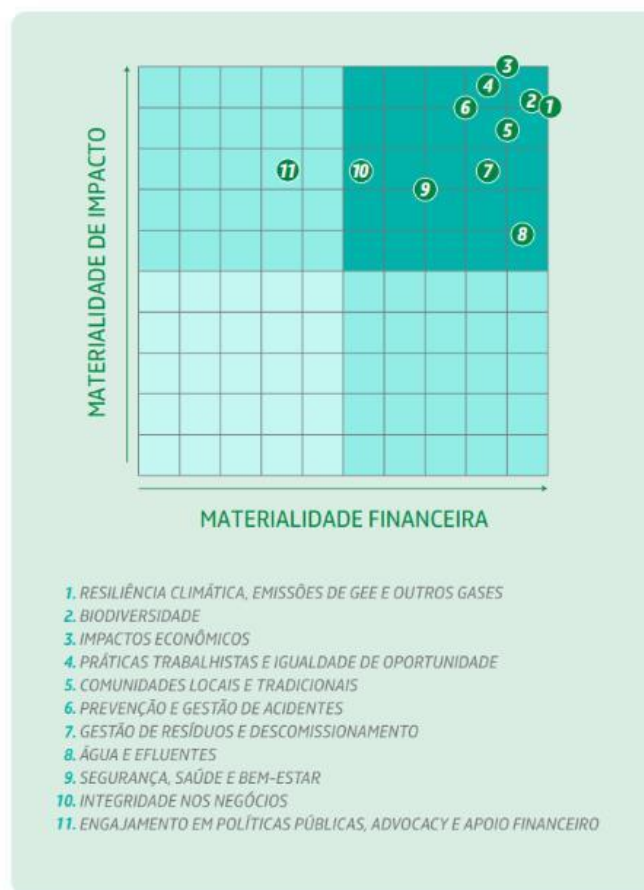 MATERIALIDADE DE IMPACTO
3
4
2
1
6
5
11
10
7
9
8
MATERIALIDADE FINANCEIRA
1. RESILIÊNCIA CLIMÁTICA, EMISSÕES DE GEE E OUTROS GASES
2. BIODIVERSIDADE
3. IMPACTOS ECONÔMICOS
4. PRÁTICAS TRABALHISTAS E IGUALDADE DE OPORTUNIDADE
5. COMUNIDADES LOCAIS E TRADICIONAIS
6. PREVENÇÃO E GESTÃO DE ACIDENTES
7. GESTÃO DE RESÍDUOS E DESCOMISSIONAMENTO
8. ÁGUA E EFLUENTES
9. SEGURANÇA, SAÚDE E BEM-ESTAR
10. INTEGRIDADE NOS NEGÓCIOS
11. ENGAJAMENTO EM POLÍTICAS PÚBLICAS, ADVOCACY E APOIO FINANCEIRO